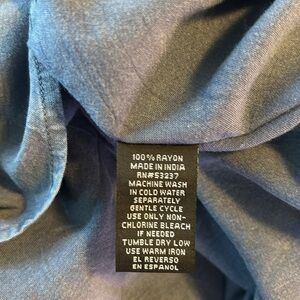 100% RAYON
MADE IN INDIA
RN#53237
MACHINE WASH
IN COLD WATER
SEPARATELY
GENTLE CYCLE
USE ONLY NON-
CHLORINE BLEACH
IF NEEDED
TUMBLE DRY LOW
USE WARM IRON
EL REVERSO
EN ESPANOL